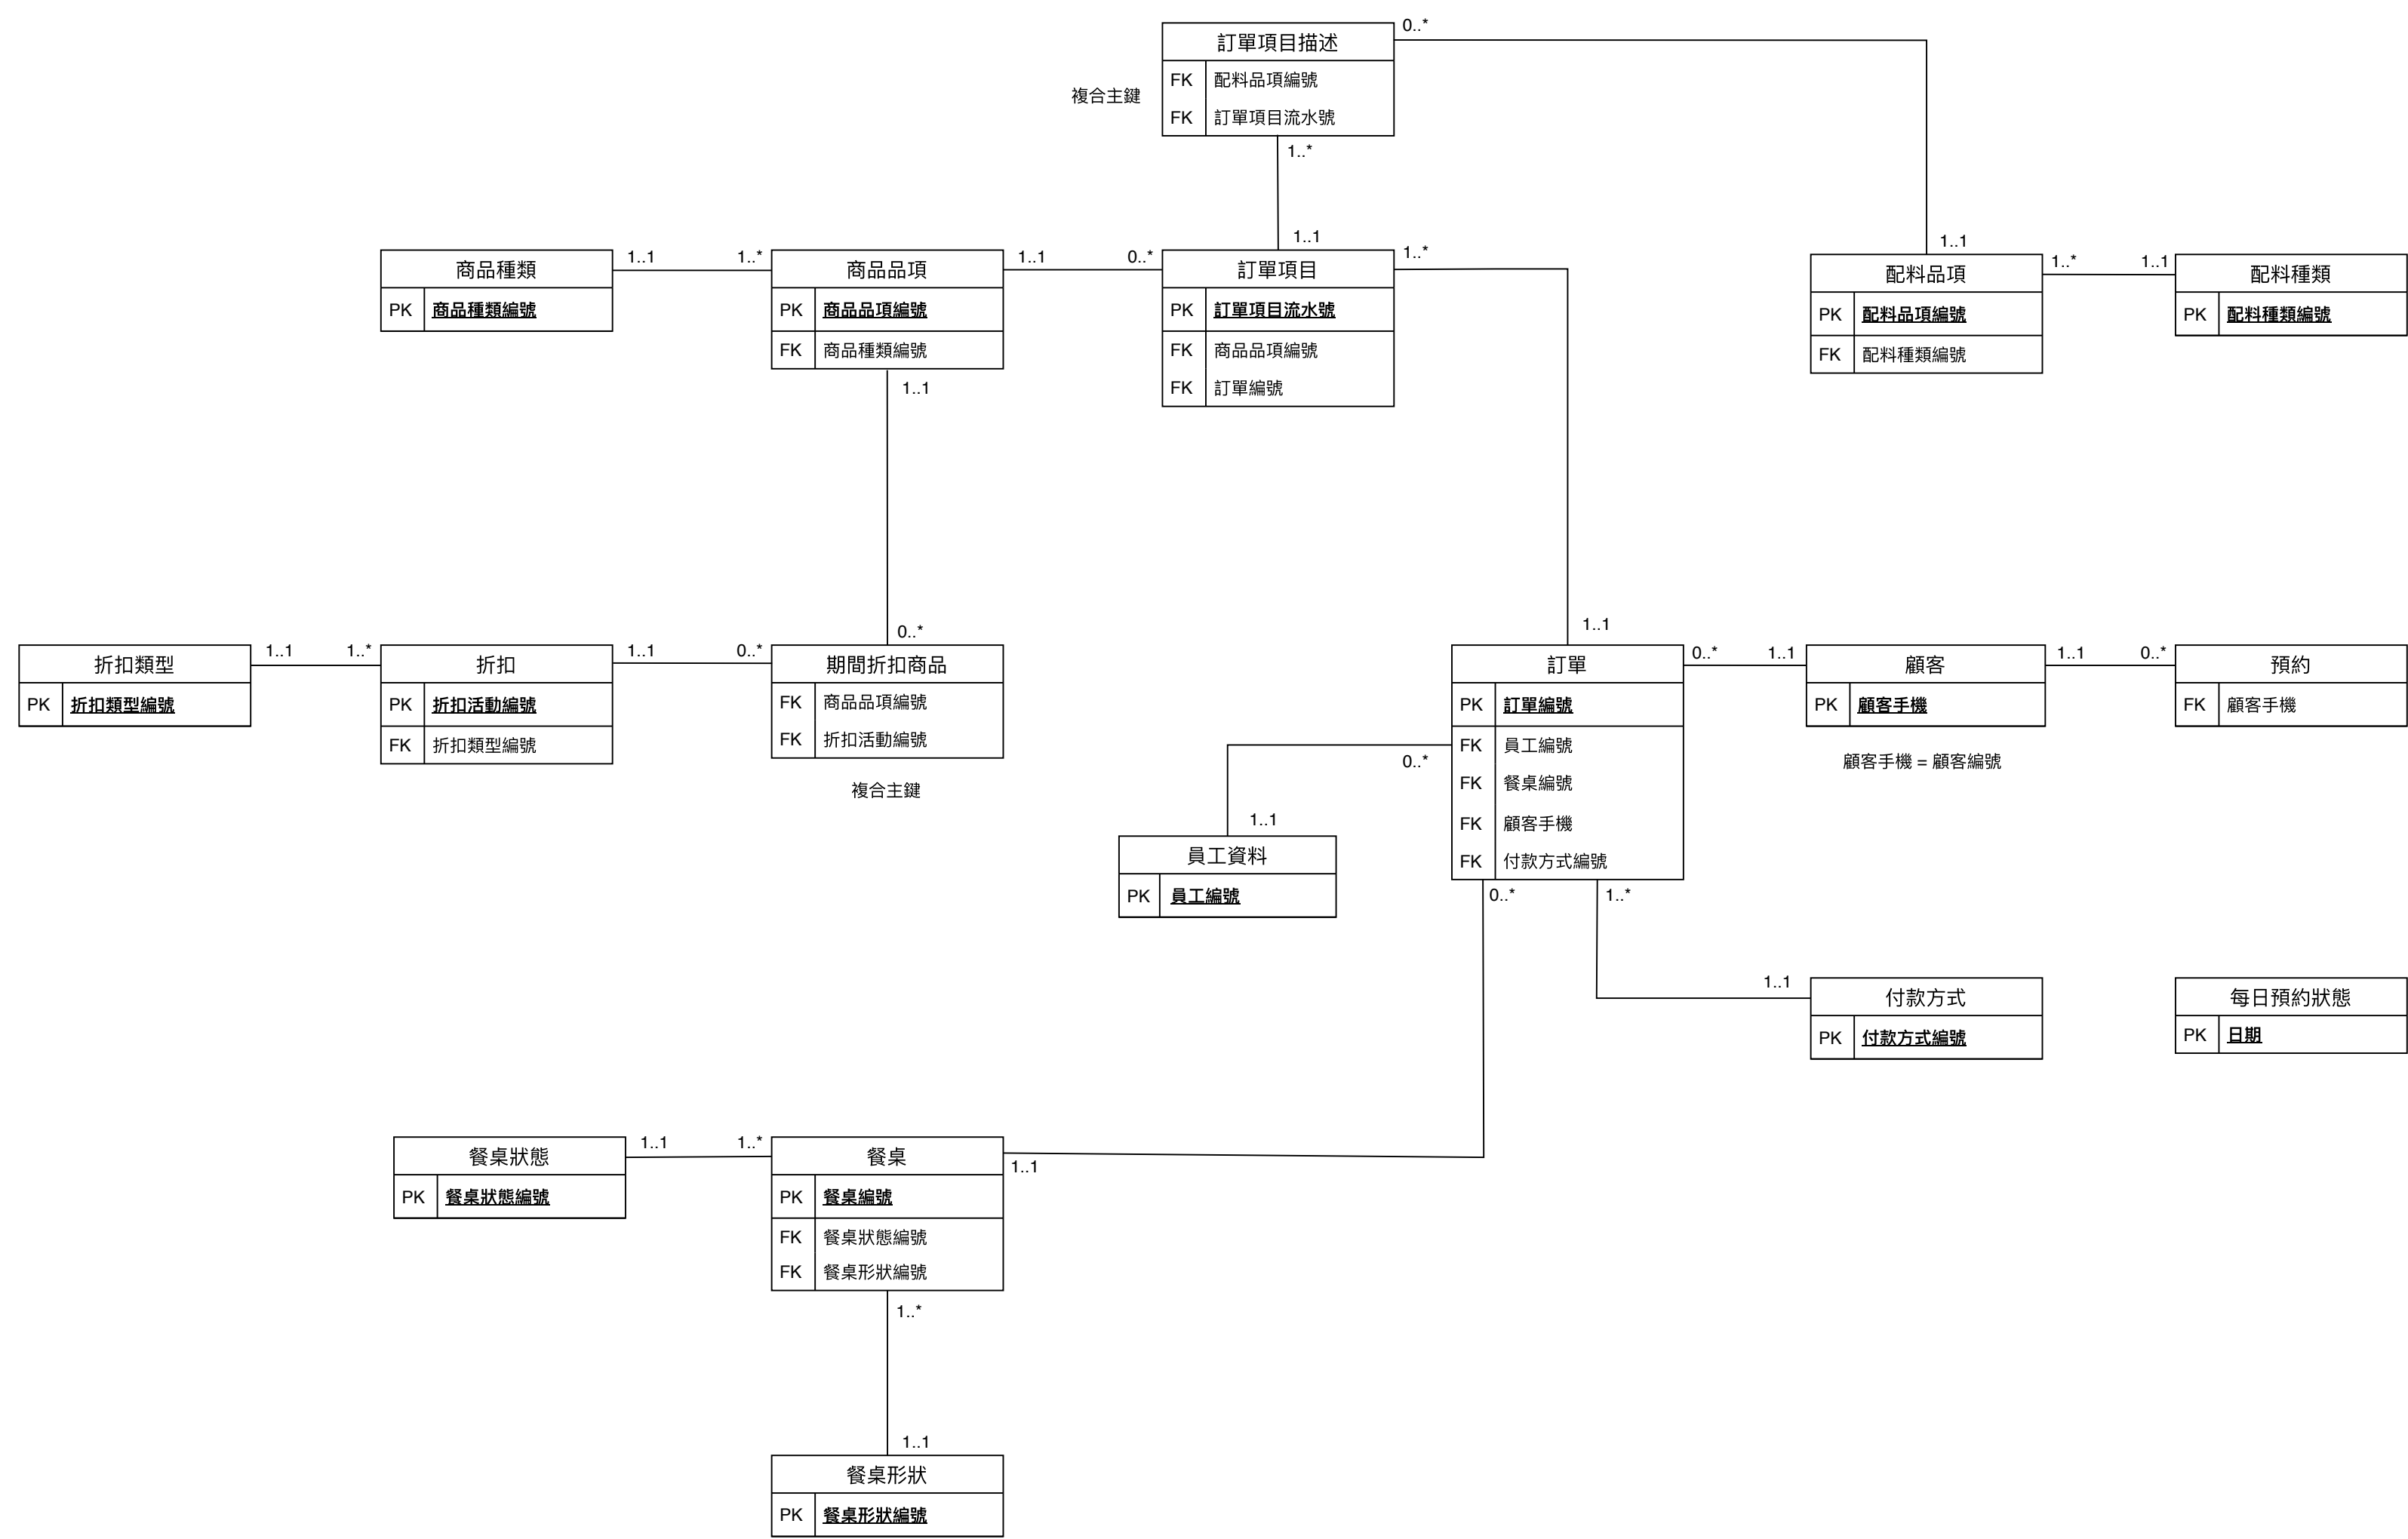 訂單項目描述
0..*
FK 配料品項編號
複合主鍵
FK 訂單項目流水號
1..*
1..1
商品種類
PK 商品種類編號
1..1
1..*
商品品項
PK 商品品項編號
FK 商品種類編號
1..1
1..1
0..*
訂單項目
PK 訂單項目流水號
FK 商品品項編號
FK 訂單編號
1..*
1..1
配料品項
PK 配料品項編號
FK 配料種類編號
1..*
1..1
配料種類
PK 配料種類編號
折扣類型
PK 折扣類型編號
1..1
1..*
折扣
PK 折扣活動編號
FK 折扣類型編號
1..1
0..*
0..*
期間折扣商品
FK 商品品項編號
FK 折扣活動編號
複合主鍵
1..1
訂單
PK 訂單編號
FK 員工編號
FK 餐桌編號
FK 顧客手機
FK 付款方式編號
0..*
1..1
顧客
PK 顧客手機
顧客手機 = 顧客編號
1..1
0..*
預約
FK 顧客手機
0..*
1..1
員工資料
PK 員工編號
0..*
1..*
1..1
付款方式
PK 付款方式編號
每日預約狀態
PK 日期
餐桌狀態
PK 餐桌狀態編號
1..1
1..*
餐桌
PK 餐桌編號
FK 餐桌狀態編號
FK 餐桌形狀編號
1..1
1..*
1..1
餐桌形狀
PK 餐桌形狀編號